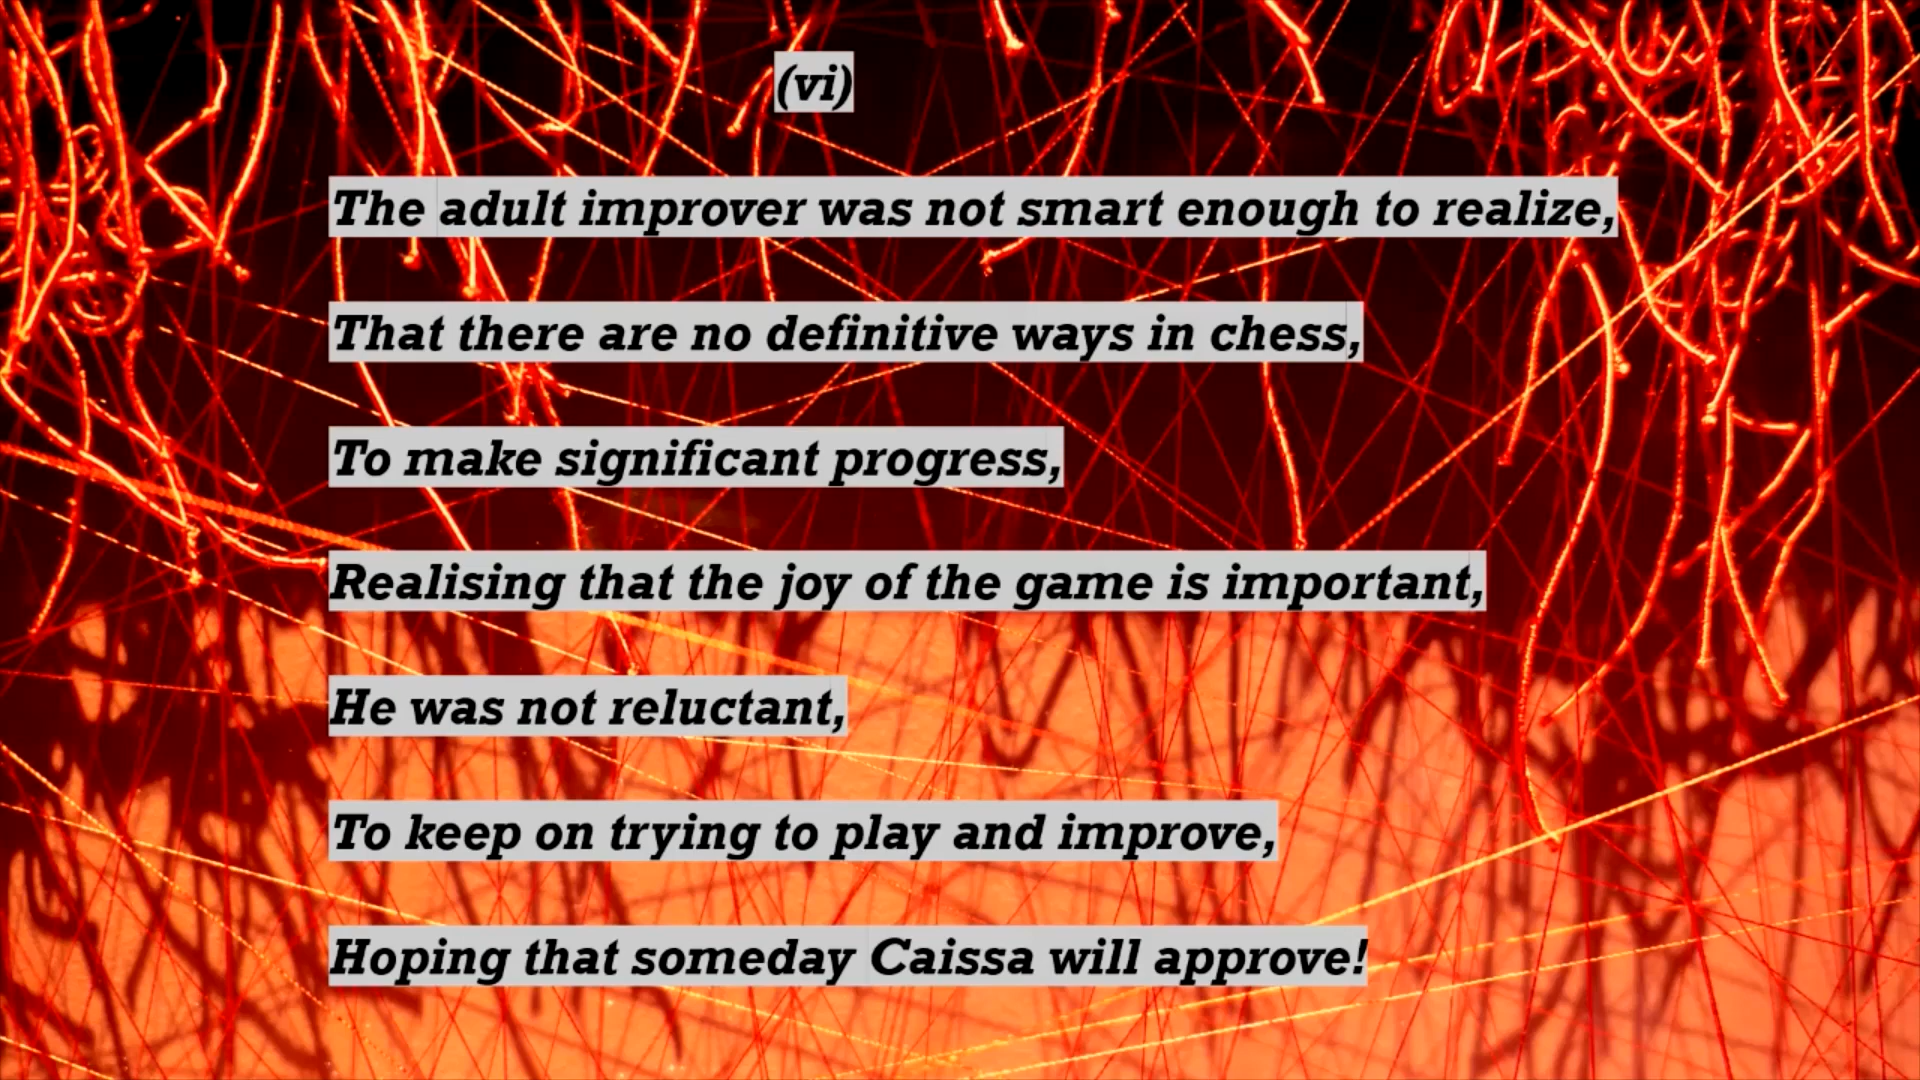 (vi)
The adult improver was not smart enough to realize,
That there are no definitive ways in chess,
To make significant progress,
Realising that the joy of the game is important,
He was not reluctant,
To keep on trying to play and improve,
Hoping that someday Caissa will approve!